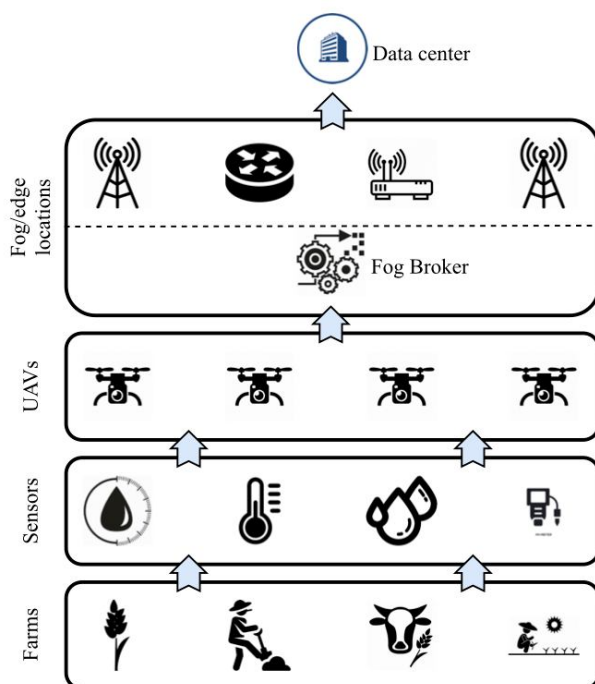 Data center
Fog/edge
locations
Fog Broker
UAVs
Sensors
Farms